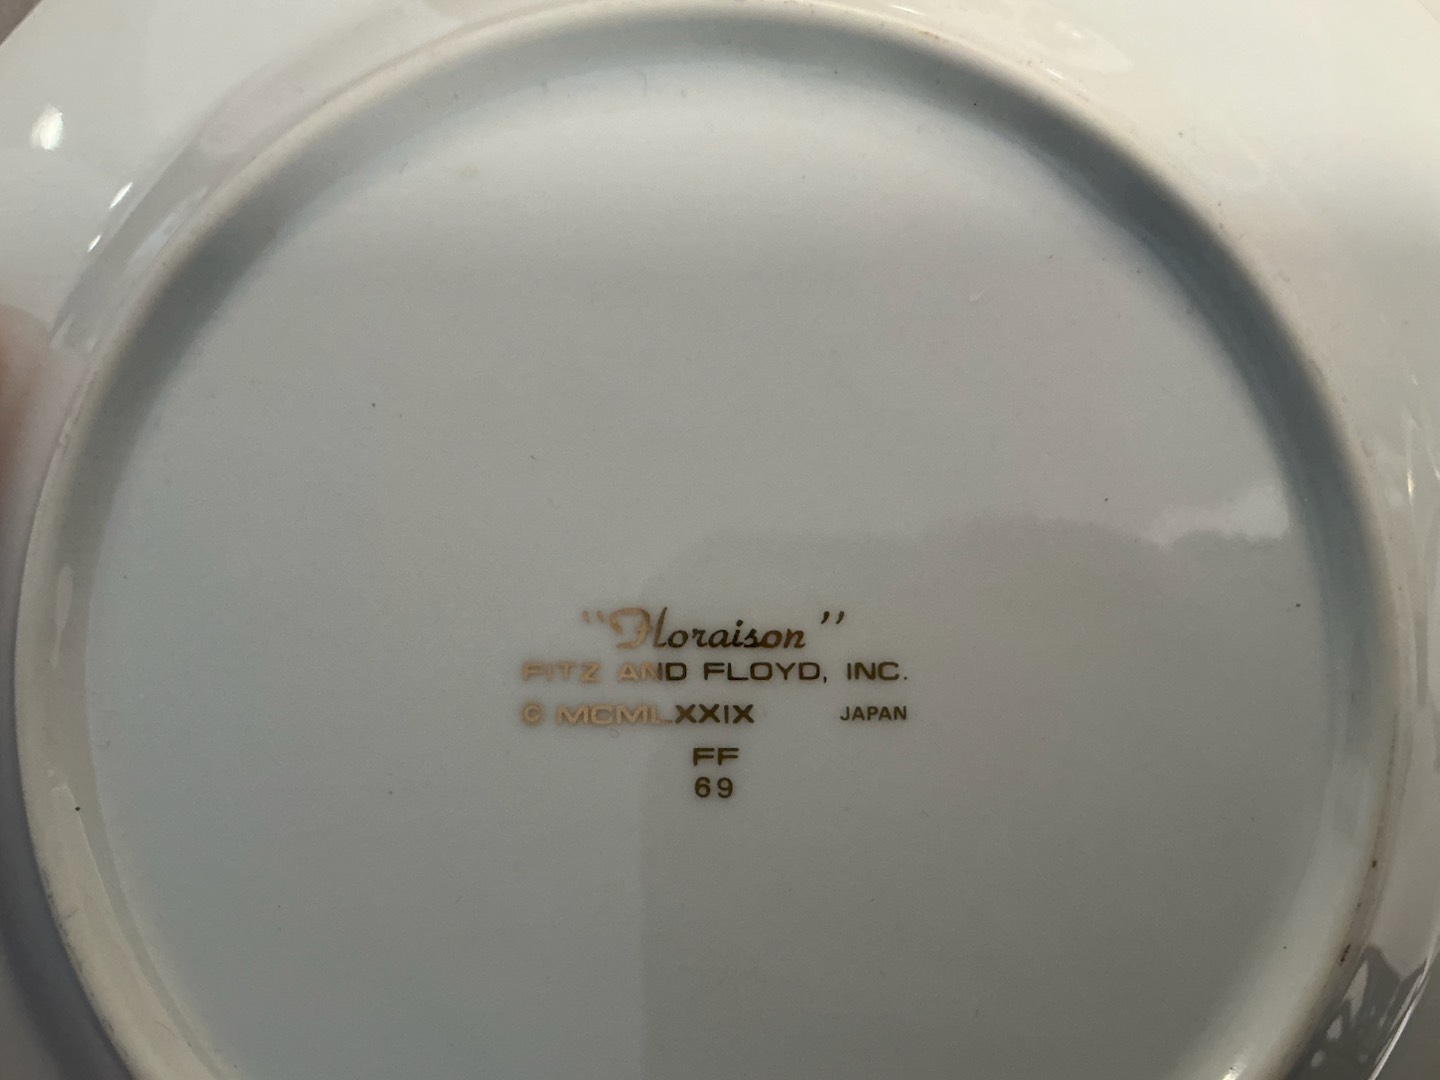 "Floraison"
FITZ AND FLOYD, INC.
© MCMLXXIX JAPAN
FF
69